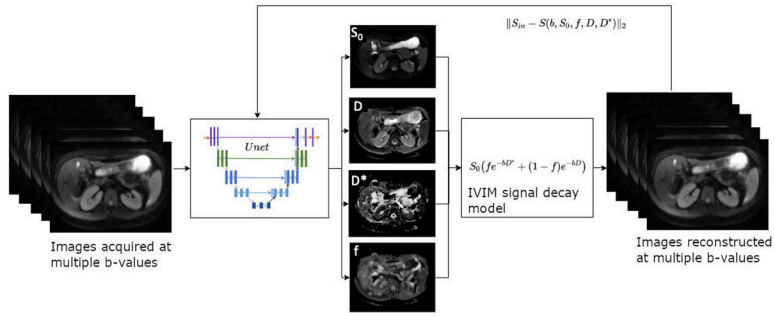 ‖S_in − S(b, S_0, f, D, D*)‖_2
S_0
D
D*
f
Unet
S_0(fe^{−bD*} + (1 − f)e^{−bD})
IVIM signal decay
model
Images acquired at
multiple b-values
Images reconstructed
at multiple b-values